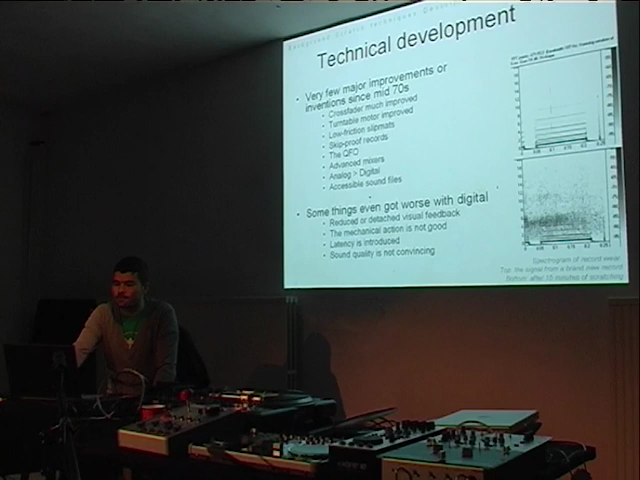 Background Scratch techniques
Technical development
• Very few major improvements or
inventions since mid 70s
• Crossfader much improved
• Turntable motor improved
• Low-friction slipmats
• Skip-proof records
• The QFO
• Advanced mixers
• Analog > Digital
• Accessible sound files
• Some things even got worse with digital
• Reduced or detached visual feedback
• The mechanical action is not good
• Latency is introduced
• Sound quality is not convincing
Spectrogram of record wear
Top: the signal from a brand new record
Bottom: after 15 minutes of scratching